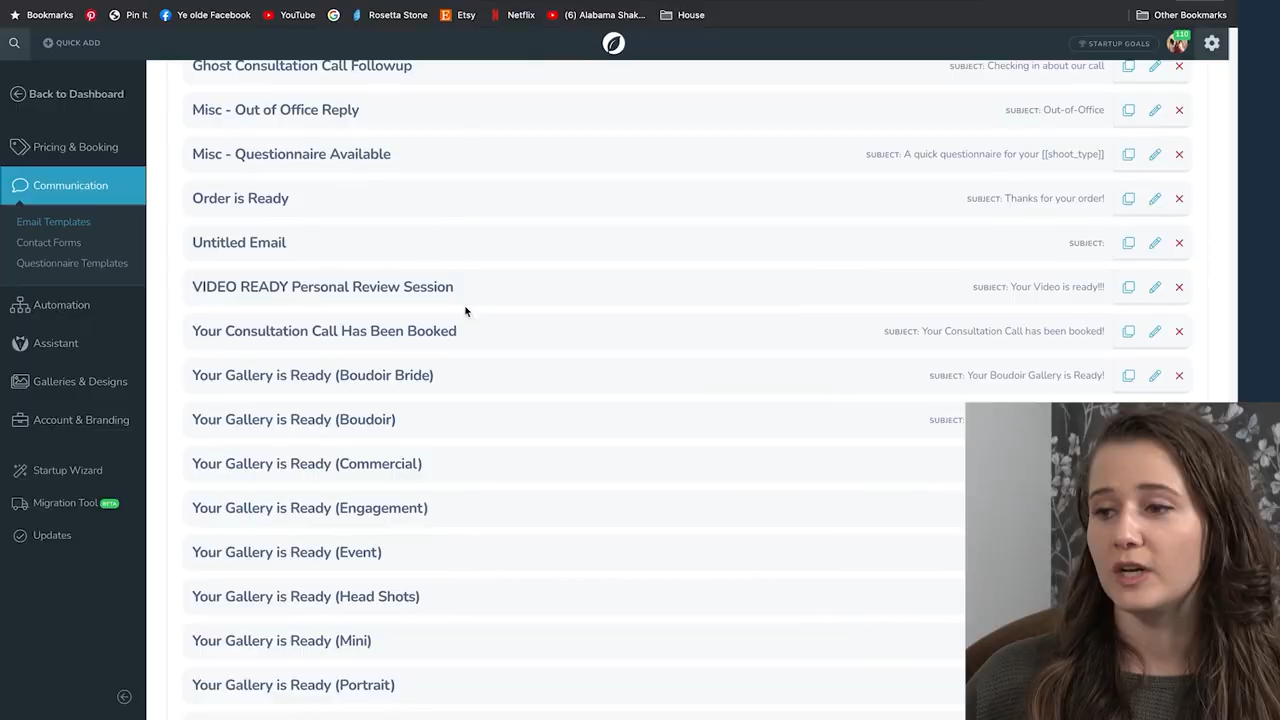 Bookmarks
Pin It
Ye olde Facebook
YouTube
Rosetta Stone
Etsy
Netflix
(6) Alabama Shak...
House
Other Bookmarks
QUICK ADD
STARTUP GOALS
110
Back to Dashboard
Pricing & Booking
Communication
Email Templates
Contact Forms
Questionnaire Templates
Automation
Assistant
Galleries & Designs
Account & Branding
Startup Wizard
Migration Tool BETA
Updates
Ghost Consultation Call Followup SUBJECT: Checking in about our call
Misc - Out of Office Reply SUBJECT: Out-of-Office
Misc - Questionnaire Available SUBJECT: A quick questionnaire for your [[shoot_type]]
Order is Ready SUBJECT: Thanks for your order!
Untitled Email SUBJECT:
VIDEO READY Personal Review Session SUBJECT: Your Video is ready!!!
Your Consultation Call Has Been Booked SUBJECT: Your Consultation Call has been booked!
Your Gallery is Ready (Boudoir Bride) SUBJECT: Your Boudoir Gallery is Ready!
Your Gallery is Ready (Boudoir) SUBJECT:
Your Gallery is Ready (Commercial)
Your Gallery is Ready (Engagement)
Your Gallery is Ready (Event)
Your Gallery is Ready (Head Shots)
Your Gallery is Ready (Mini)
Your Gallery is Ready (Portrait)